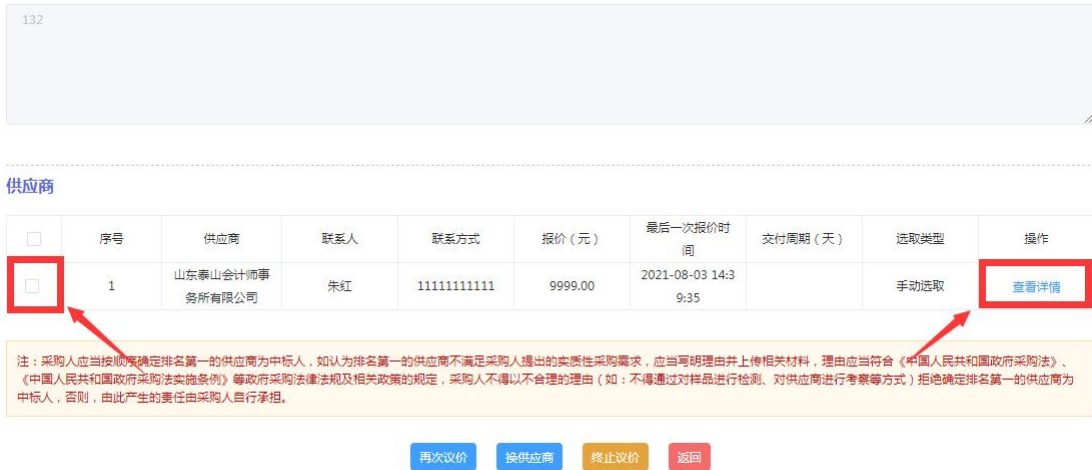 132
供应商
序号 供应商 联系人 联系方式 报价（元） 最后一次报价时间 交付周期（天） 选取类型 操作
1 山东泰山会计师事务所有限公司 朱红 11111111111 9999.00 2021-08-03 14:39:35 手动选取 查看详情
注：采购人应当按顺序确定排名第一的供应商为中标人，如认为排名第一的供应商不满足采购人提出的实质性采购需求，应当写明理由并上传相关材料，理由应当符合《中国人民共和国政府采购法》、
《中国人民共和国政府采购法实施条例》等政府采购法律法规及相关政策的规定，采购人不得以不合理的理由（如：不得通过对样品进行检测、对供应商进行考察等方式）拒绝确定排名第一的供应商为
中标人，否则，由此产生的责任由采购人自行承担。
再次议价 换供应商 终止议价 返回